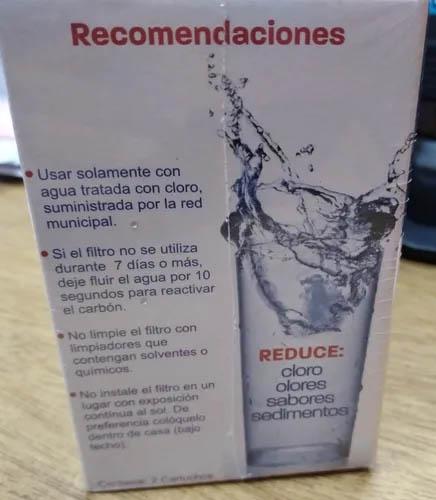 Recomendaciones
• Usar solamente con
agua tratada con cloro,
suministrada por la red
municipal.
• Si el filtro no se utiliza
durante 7 días o más,
deje fluir el agua por 10
segundos para reactivar
el carbón.
• No limpie el filtro con
limpiadores que
contengan solventes o
químicos.
• No instale el filtro en un
lugar con exposición
continua al sol. De
preferencia colóquelo
dentro de casa (bajo
techo).
REDUCE:
cloro
olores
sabores
sedimentos
Contiene: 2 Cartuchos